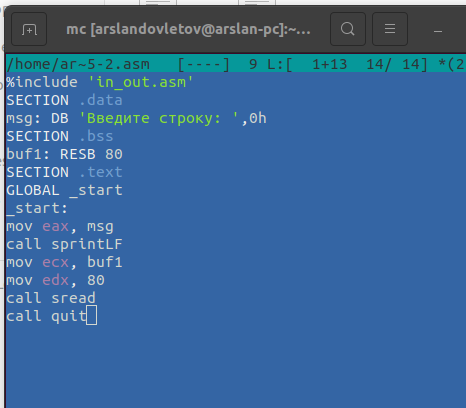 mc [arslandovletov@arslan-pc]:~...
/home/ar~5-2.asm [----] 9 L:[ 1+13 14/ 14] *(2
%include 'in_out.asm'
SECTION .data
msg: DB 'Введите строку: ',0h
SECTION .bss
buf1: RESB 80
SECTION .text
GLOBAL _start
_start:
mov eax, msg
call sprintLF
mov ecx, buf1
mov edx, 80
call sread
call quit